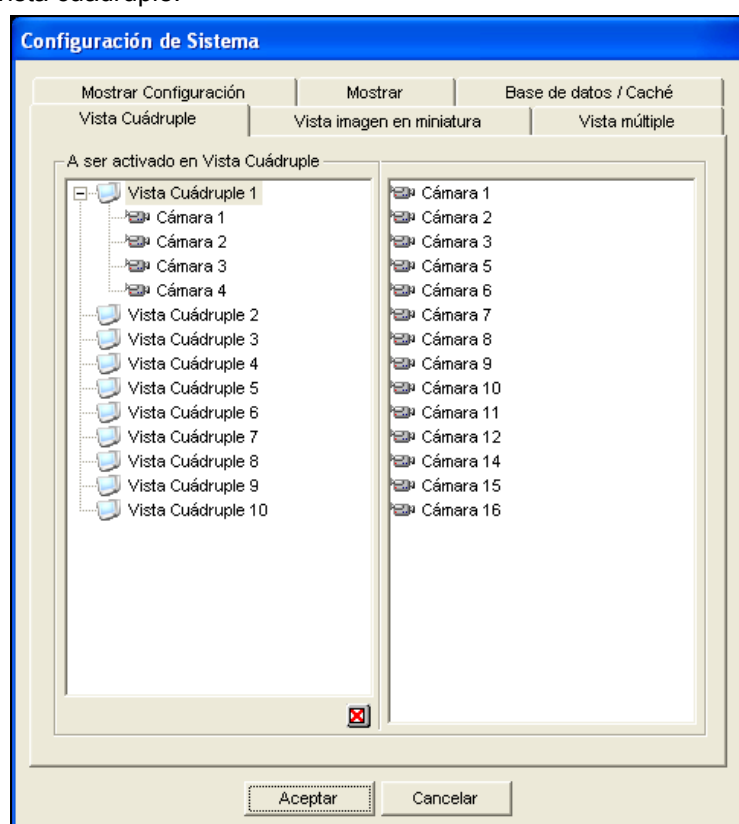 vista cuádruple.
Configuración de Sistema
Mostrar Configuración
Mostrar
Base de datos / Caché
Vista Cuádruple
Vista imagen en miniatura
Vista múltiple
A ser activado en Vista Cuádruple
Vista Cuádruple 1
Cámara 1
Cámara 2
Cámara 3
Cámara 4
Vista Cuádruple 2
Vista Cuádruple 3
Vista Cuádruple 4
Vista Cuádruple 5
Vista Cuádruple 6
Vista Cuádruple 7
Vista Cuádruple 8
Vista Cuádruple 9
Vista Cuádruple 10
Cámara 1
Cámara 2
Cámara 3
Cámara 5
Cámara 6
Cámara 7
Cámara 8
Cámara 9
Cámara 10
Cámara 11
Cámara 12
Cámara 14
Cámara 15
Cámara 16
Aceptar
Cancelar